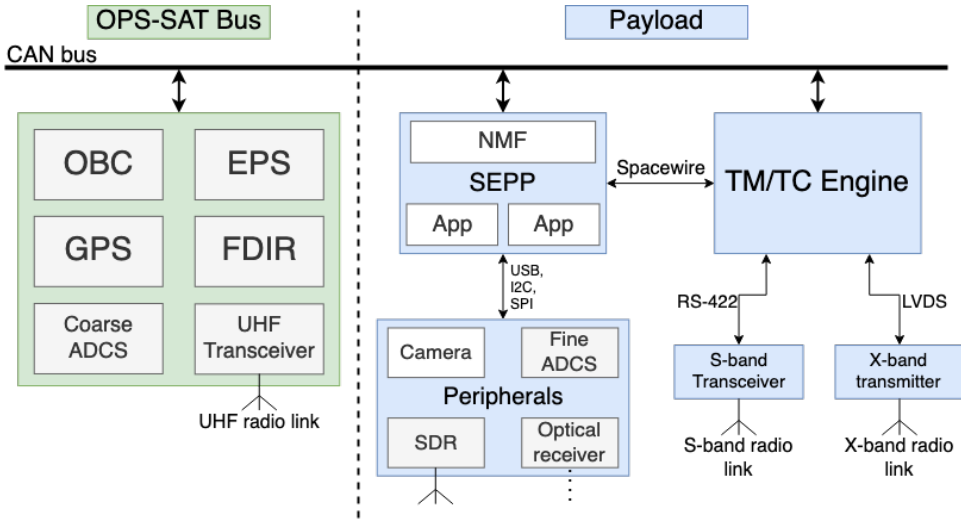 OPS-SAT Bus
Payload
CAN bus
OBC
EPS
GPS
FDIR
Coarse
ADCS
UHF
Transceiver
UHF radio link
NMF
SEPP
App
App
Spacewire
TM/TC Engine
USB,
I2C,
SPI
RS-422
LVDS
Camera
Fine
ADCS
Peripherals
SDR
Optical
receiver
S-band
Transceiver
S-band radio
link
X-band
transmitter
X-band radio
link